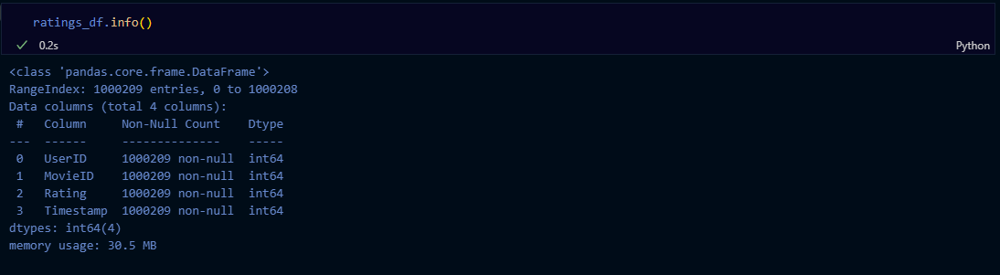 ratings_df.info()
✓ 0.2s Python
<class 'pandas.core.frame.DataFrame'>
RangeIndex: 1000209 entries, 0 to 1000208
Data columns (total 4 columns):
 #   Column     Non-Null Count    Dtype
---  ------     --------------    -----
 0   UserID     1000209 non-null  int64
 1   MovieID    1000209 non-null  int64
 2   Rating     1000209 non-null  int64
 3   Timestamp  1000209 non-null  int64
dtypes: int64(4)
memory usage: 30.5 MB